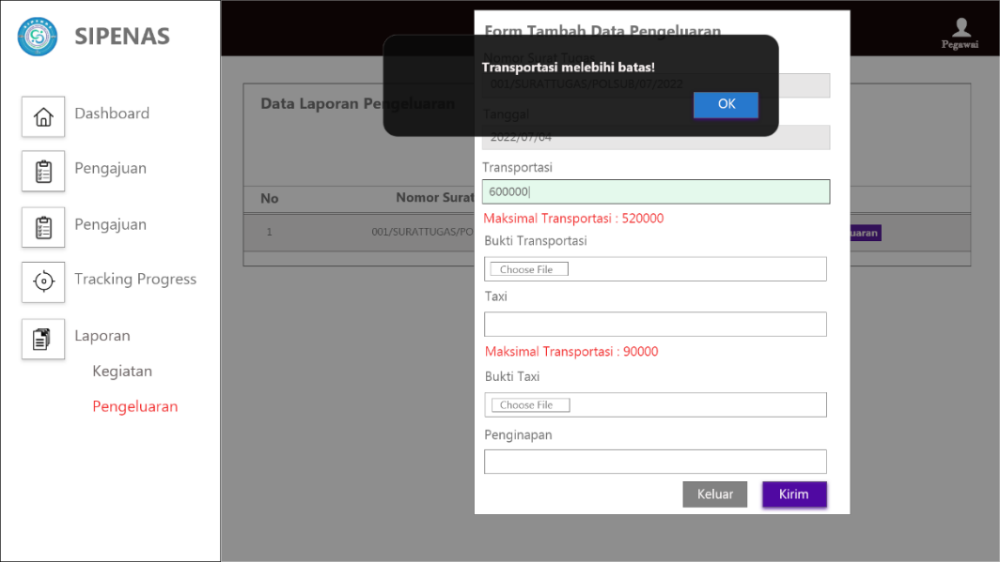 SIPENAS
Pegawai
Dashboard
Pengajuan
Pengajuan
Tracking Progress
Laporan
Kegiatan
Pengeluaran
Data Laporan Pengeluaran
No
Nomor Surat
1
001/SURATTUGAS/PO
uaran
Form Tambah Data Pengeluaran
Nomor Surat Tugas
001/SURATTUGAS/POLSUB/07/2022
Transportasi melebihi batas!
OK
Tanggal
2022/07/04
Transportasi
600000
Maksimal Transportasi : 520000
Bukti Transportasi
Choose File
Taxi
Maksimal Transportasi : 90000
Bukti Taxi
Choose File
Penginapan
Keluar
Kirim